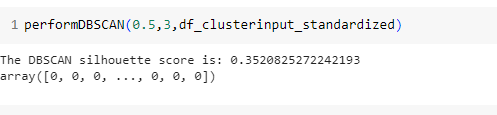 1 performDBSCAN(0.5,3,df_clusterinput_standardized)
The DBSCAN silhouette score is: 0.3520825272242193
array([0, 0, 0, ..., 0, 0, 0])